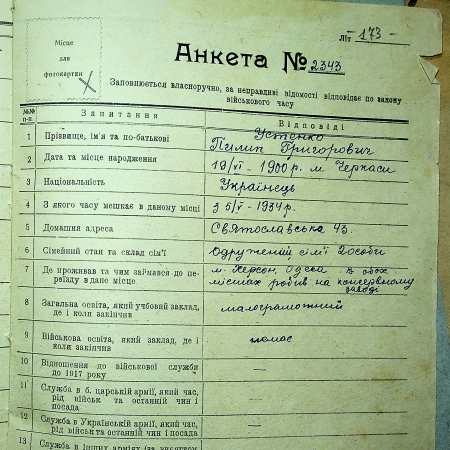 літ -173-
Місце
для
фотокартки
Анкета № 2343
Заповнюється власноручно, за неправдиві відомості відповідає по закону
військового часу
№№
п-п
Запитання
Відповіді
1 Прізвище, ім'я та по-батькові
Устенко
Пилип Григорович
2 Дата та місце народження
19/VI - 1900 р. м. Черкаси
3 Національність
Українець
4 З якого часу мешкає в даному місці
з 5/V - 1934 р.
5 Домашня адреса
Святославська 43.
6 Сімейний стан та склад сім'ї
Одружений сім'ї 2 особи
7 Де проживав та чим займався до переїзду в дане місце
м. Херсон, Одеса в обох
містах робив на консервному
заводі
8 Загальна освіта, який учбовий заклад,
де і коли закінчив
малограмотний
9 Військова освіта, який заклад, де і
коли закінчив
немає
10 Відношення до військової служби
до 1917 року
—
11 Служба в б. царській армії, який час,
рід військ та останній чин і
посада
—
12 Служба в Українській армії, який час,
рід військ та останній чин і посада
—
13 Служба в інших арміях (за винятком